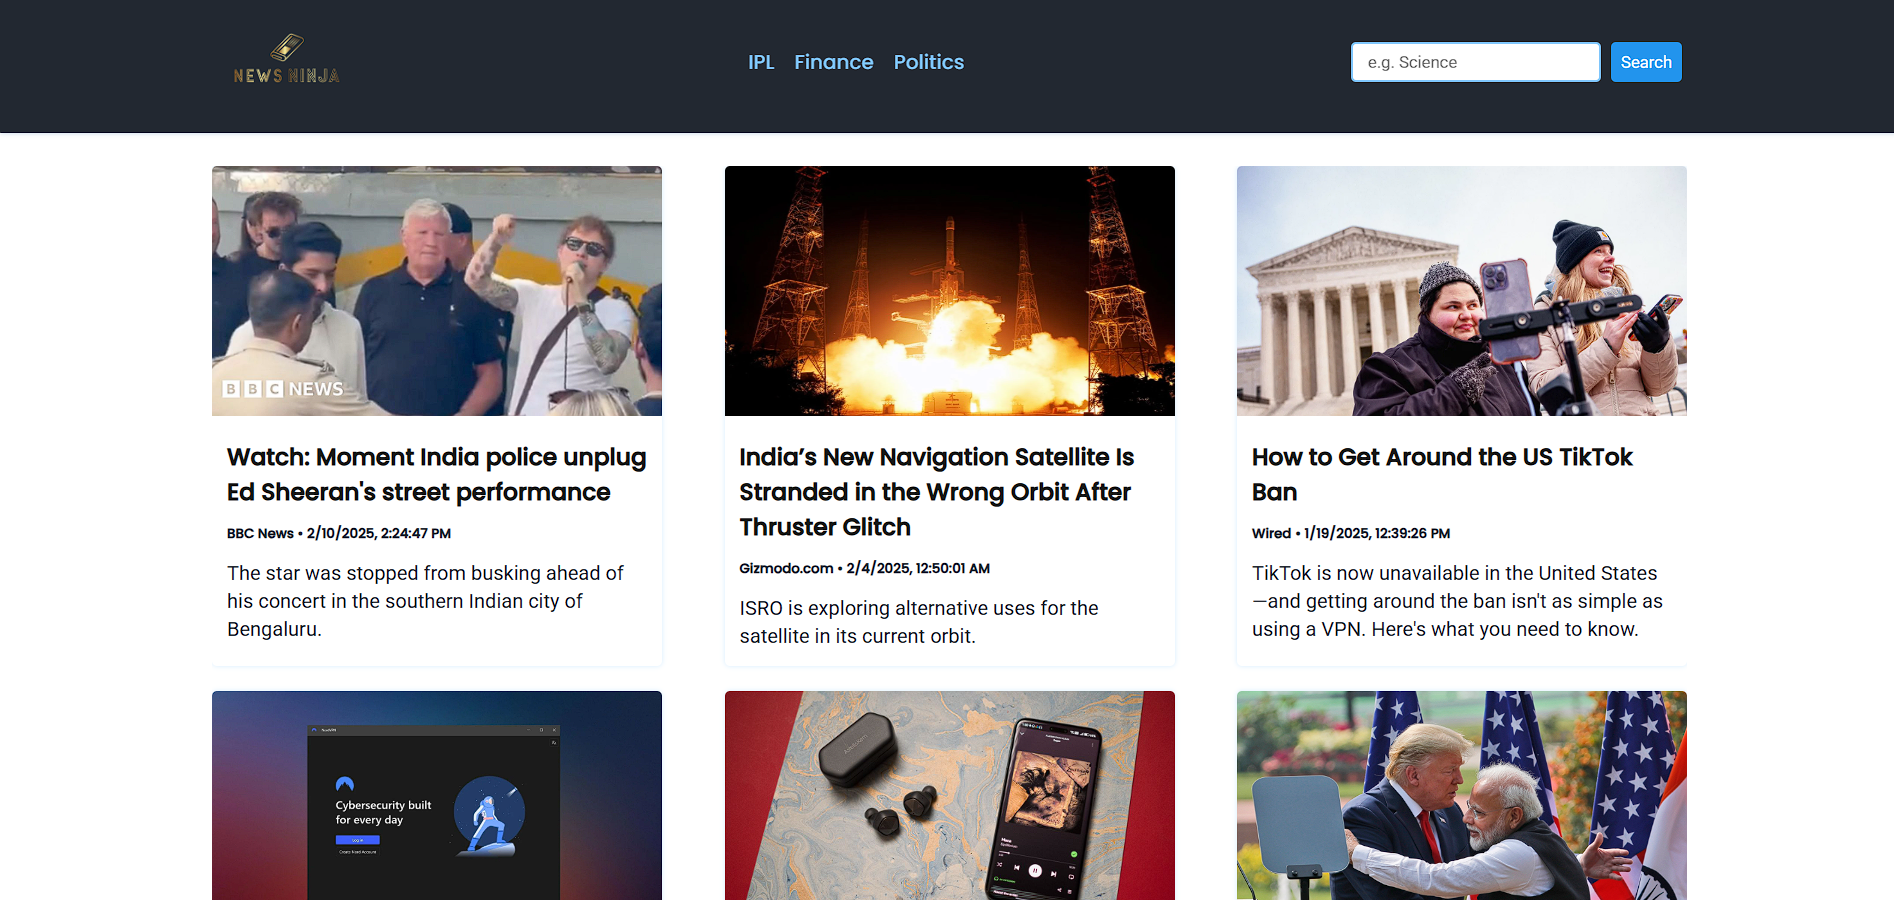 NEWS NINJA
IPL Finance Politics
e.g. Science
Search
BBC NEWS
Watch: Moment India police unplug
Ed Sheeran's street performance
BBC News • 2/10/2025, 2:24:47 PM
The star was stopped from busking ahead of
his concert in the southern Indian city of
Bengaluru.
India’s New Navigation Satellite Is
Stranded in the Wrong Orbit After
Thruster Glitch
Gizmodo.com • 2/4/2025, 12:50:01 AM
ISRO is exploring alternative uses for the
satellite in its current orbit.
How to Get Around the US TikTok
Ban
Wired • 1/19/2025, 12:39:26 PM
TikTok is now unavailable in the United States
—and getting around the ban isn't as simple as
using a VPN. Here's what you need to know.
NordVPN
Cybersecurity built
for every day
Log in
Create Nord Account